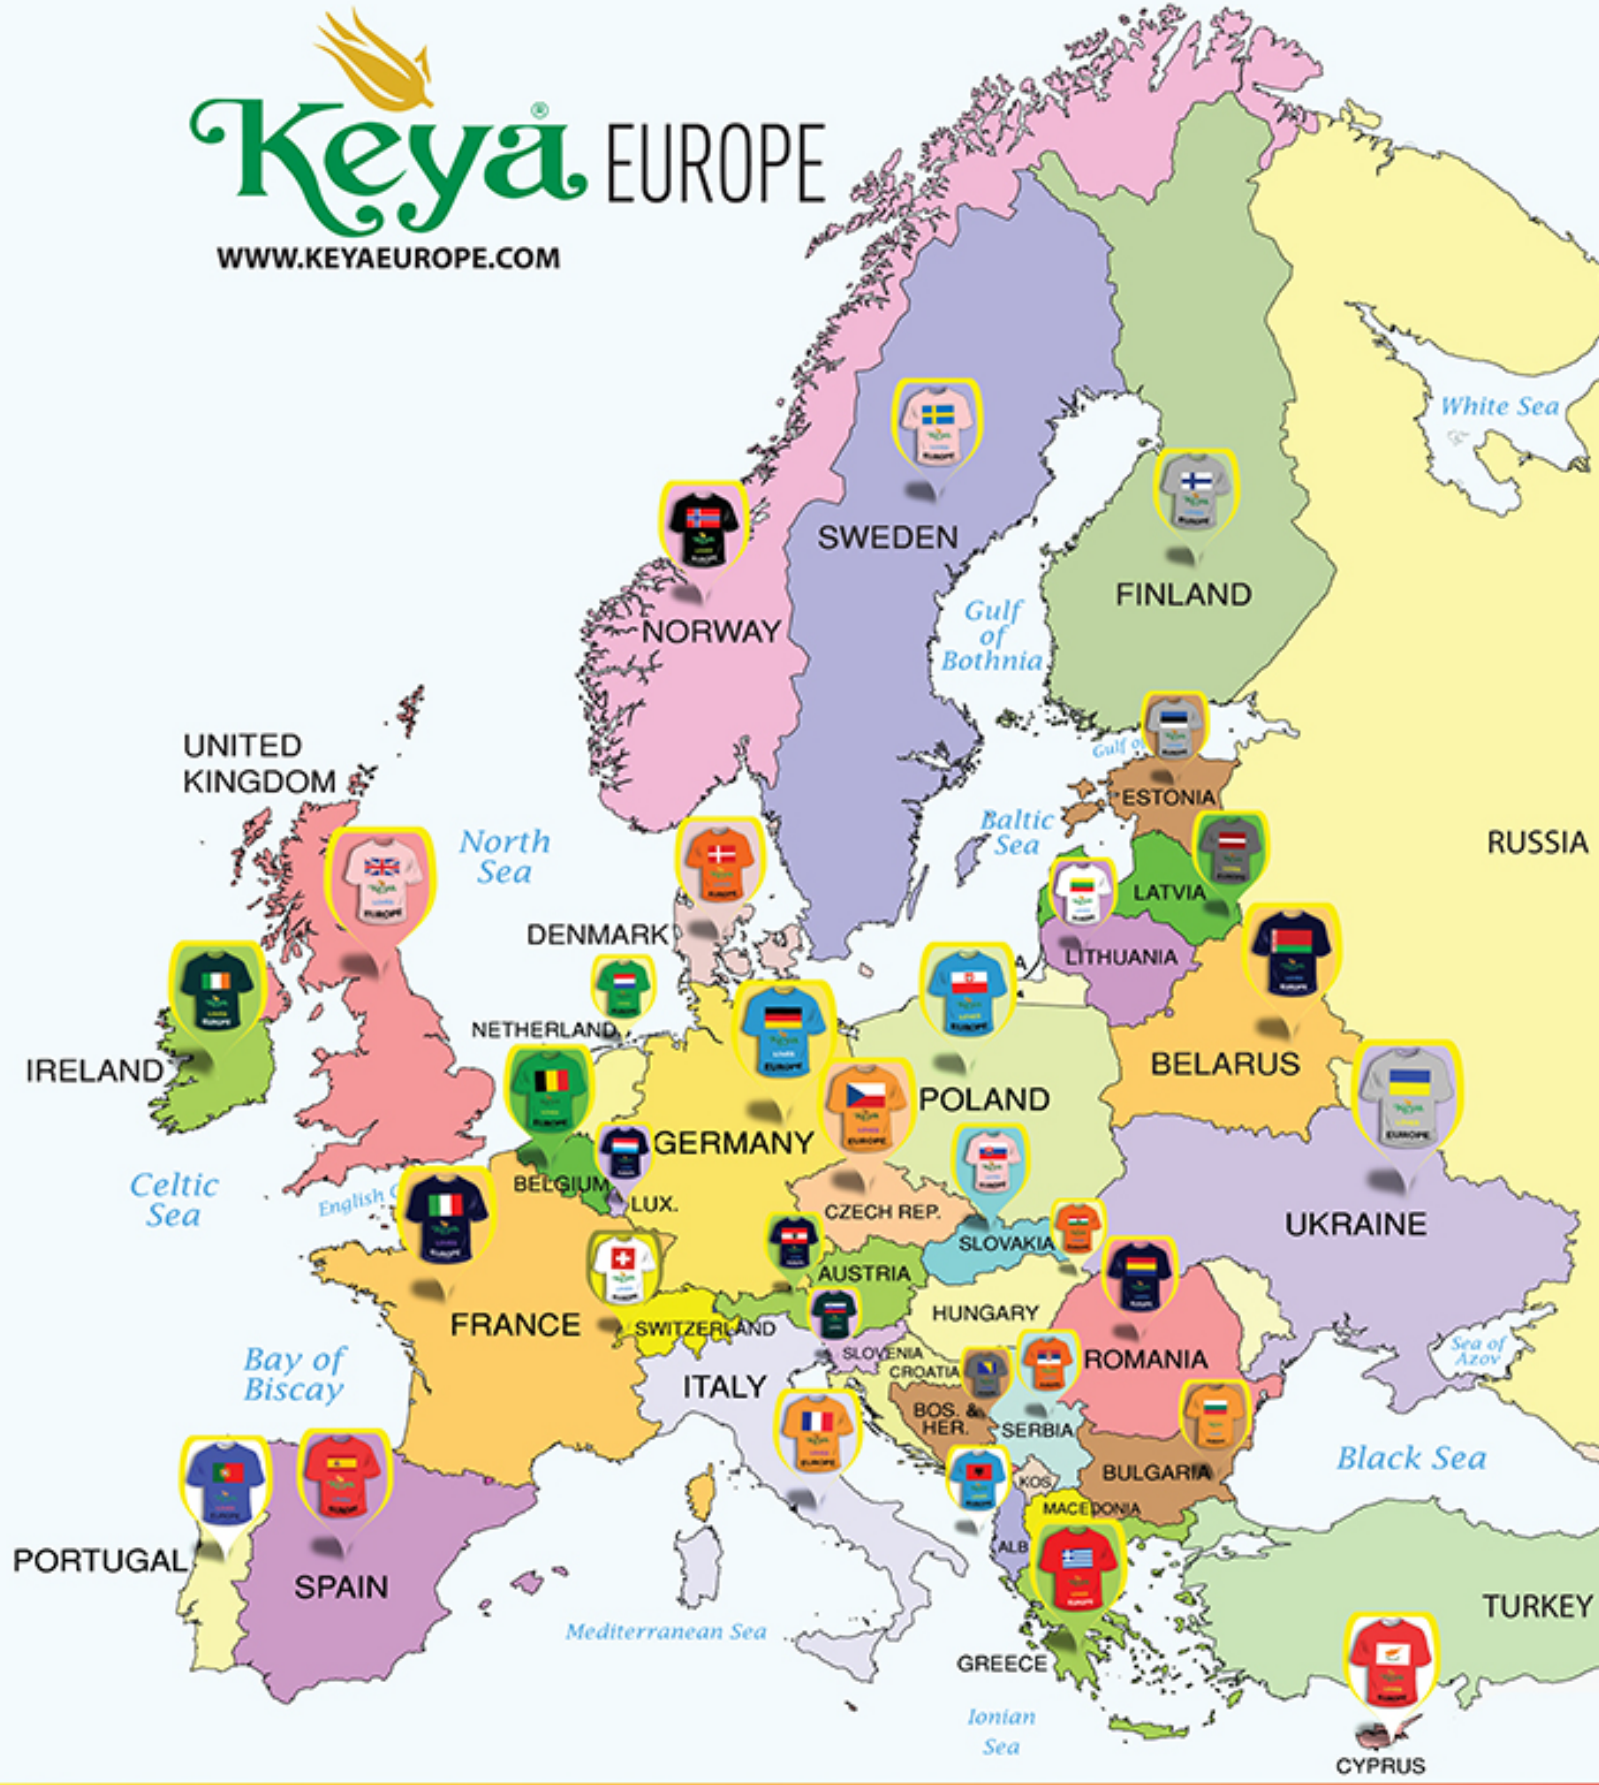 Keya® EUROPE
WWW.KEYAEUROPE.COM
White Sea
SWEDEN
FINLAND
Gulf
of
Bothnia
NORWAY
UNITED
KINGDOM
Gulf of
ESTONIA
North
Sea
Baltic
Sea
RUSSIA
LATVIA
DENMARK
LITHUANIA
A
NETHERLAND
IRELAND
BELARUS
POLAND
GERMANY
Celtic
Sea
English C
BELGIUM
LUX.
CZECH REP.
UKRAINE
SLOVAKIA
AUSTRIA
HUNGARY
FRANCE
SWITZERLAND
SLOVENIA
Sea of
Azov
Bay of
Biscay
ITALY
CROATIA
ROMANIA
BOS. &
HER.
SERBIA
Black Sea
KOS
BULGARIA
MACEDONIA
ALB
PORTUGAL
SPAIN
TURKEY
Mediterranean Sea
GREECE
Ionian
Sea
CYPRUS